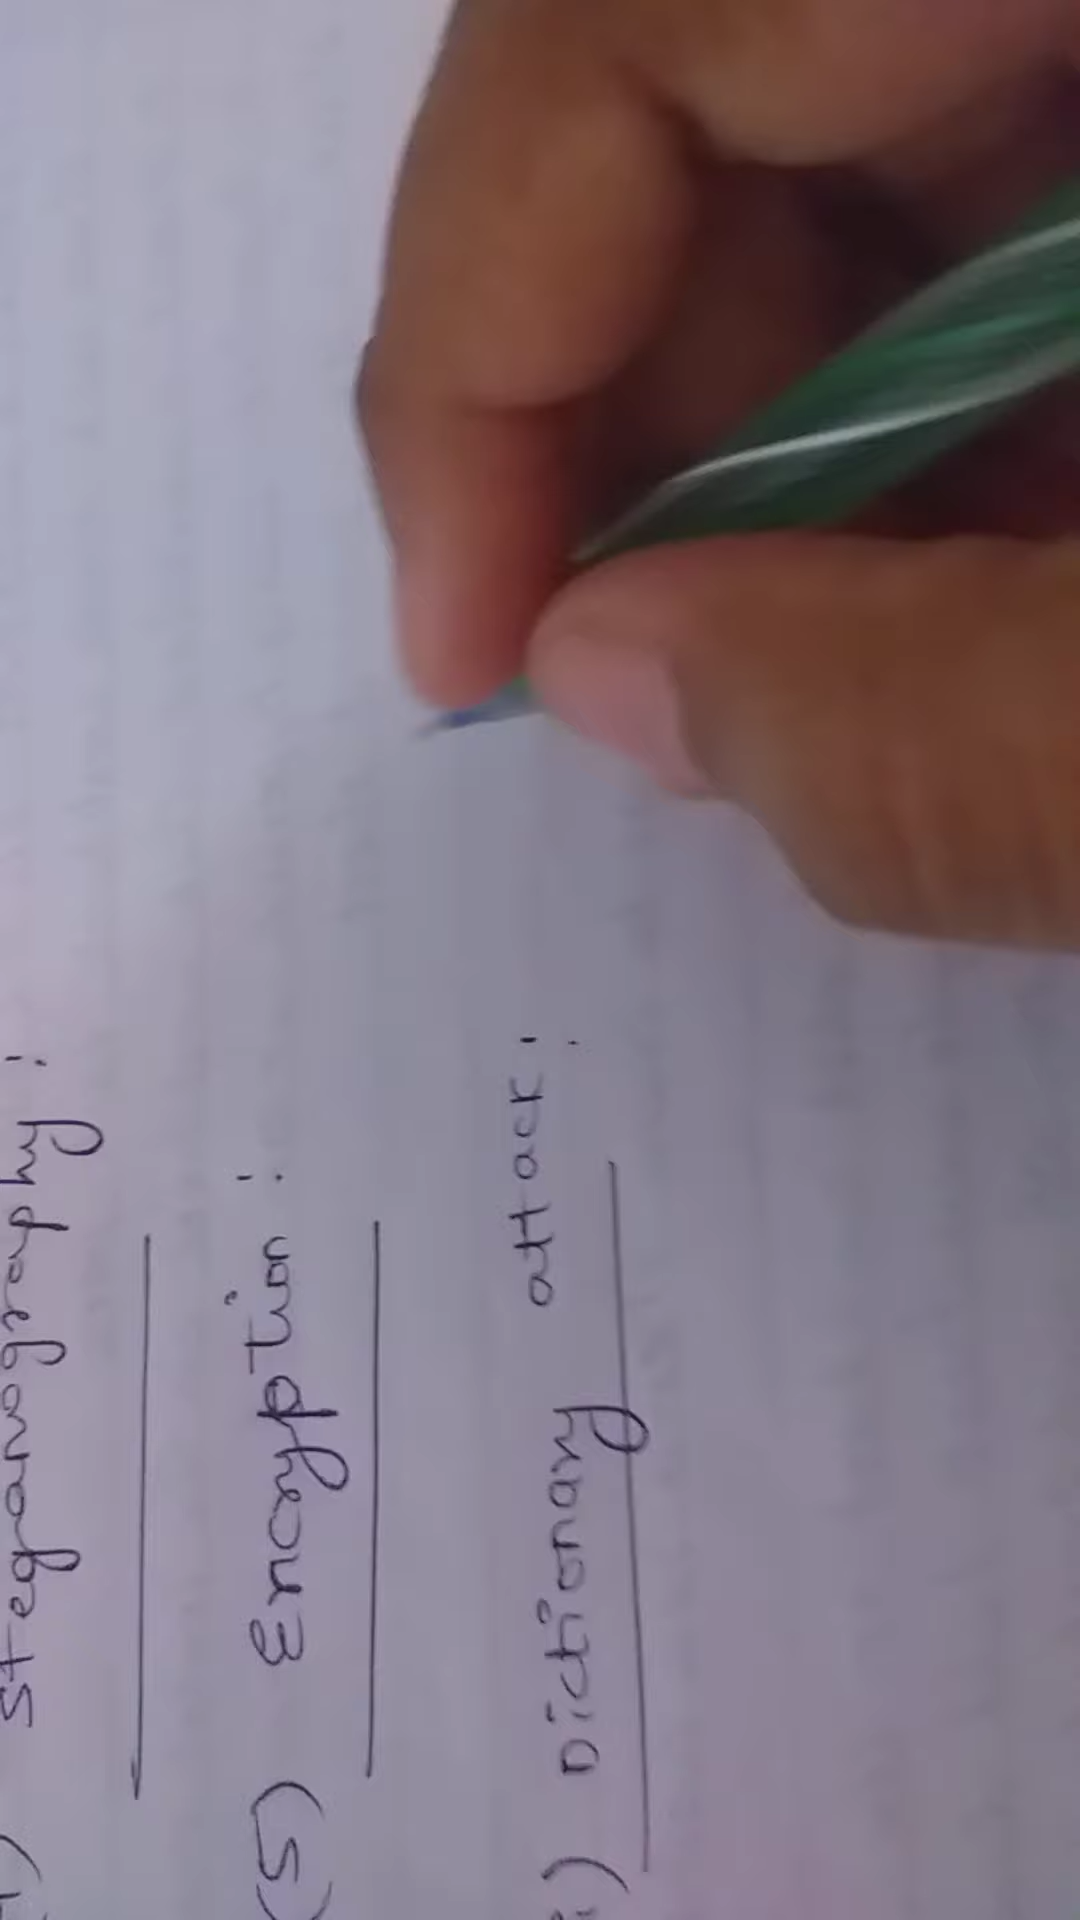 Steganography :
(5) Encryption :
) Dictionary attack :